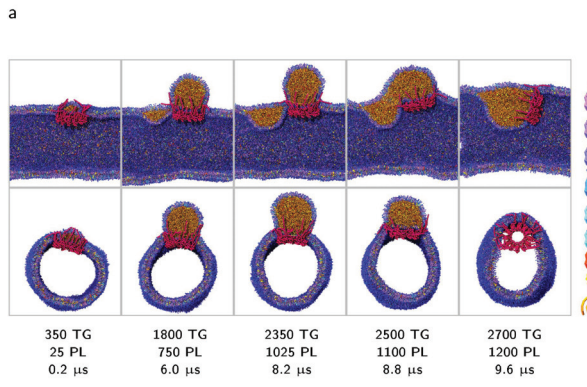 a
350 TG
25 PL
0.2 μs
1800 TG
750 PL
6.0 μs
2350 TG
1025 PL
8.2 μs
2500 TG
1100 PL
8.8 μs
2700 TG
1200 PL
9.6 μs